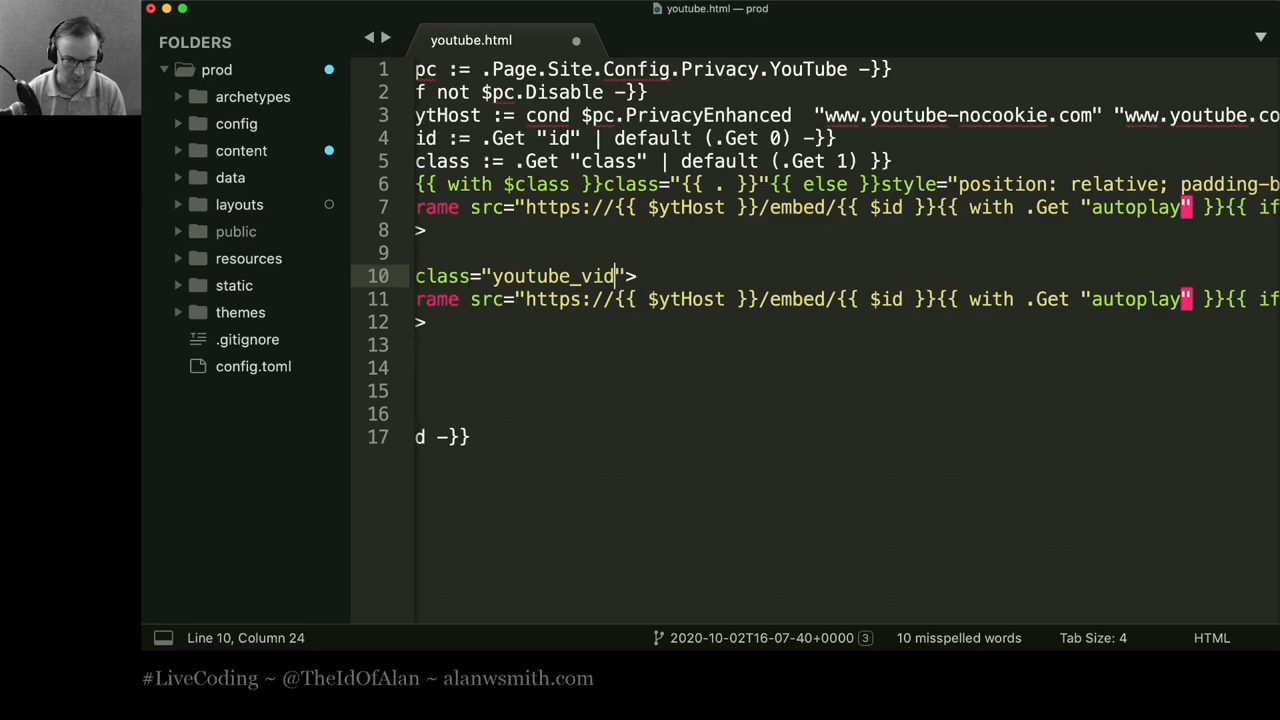 youtube.html — prod
FOLDERS
prod
archetypes
config
content
data
layouts
public
resources
static
themes
.gitignore
config.toml
youtube.html
1 pc := .Page.Site.Config.Privacy.YouTube -}}
2 f not $pc.Disable -}}
3 ytHost := cond $pc.PrivacyEnhanced  "www.youtube-nocookie.com" "www.youtube.co
4 id := .Get "id" | default (.Get 0) -}}
5 class := .Get "class" | default (.Get 1) }}
6 {{ with $class }}class="{{ . }}"{{ else }}style="position: relative; padding-b
7 rame src="https://{{ $ytHost }}/embed/{{ $id }}{{ with .Get "autoplay" }}{{ if
8 >
9
10 class="youtube_vid">
11 rame src="https://{{ $ytHost }}/embed/{{ $id }}{{ with .Get "autoplay" }}{{ if
12 >
13
14
15
16
17 d -}}
Line 10, Column 24
2020-10-02T16-07-40+0000 3
10 misspelled words
Tab Size: 4
HTML
#LiveCoding ~ @TheIdOfAlan ~ alanwsmith.com